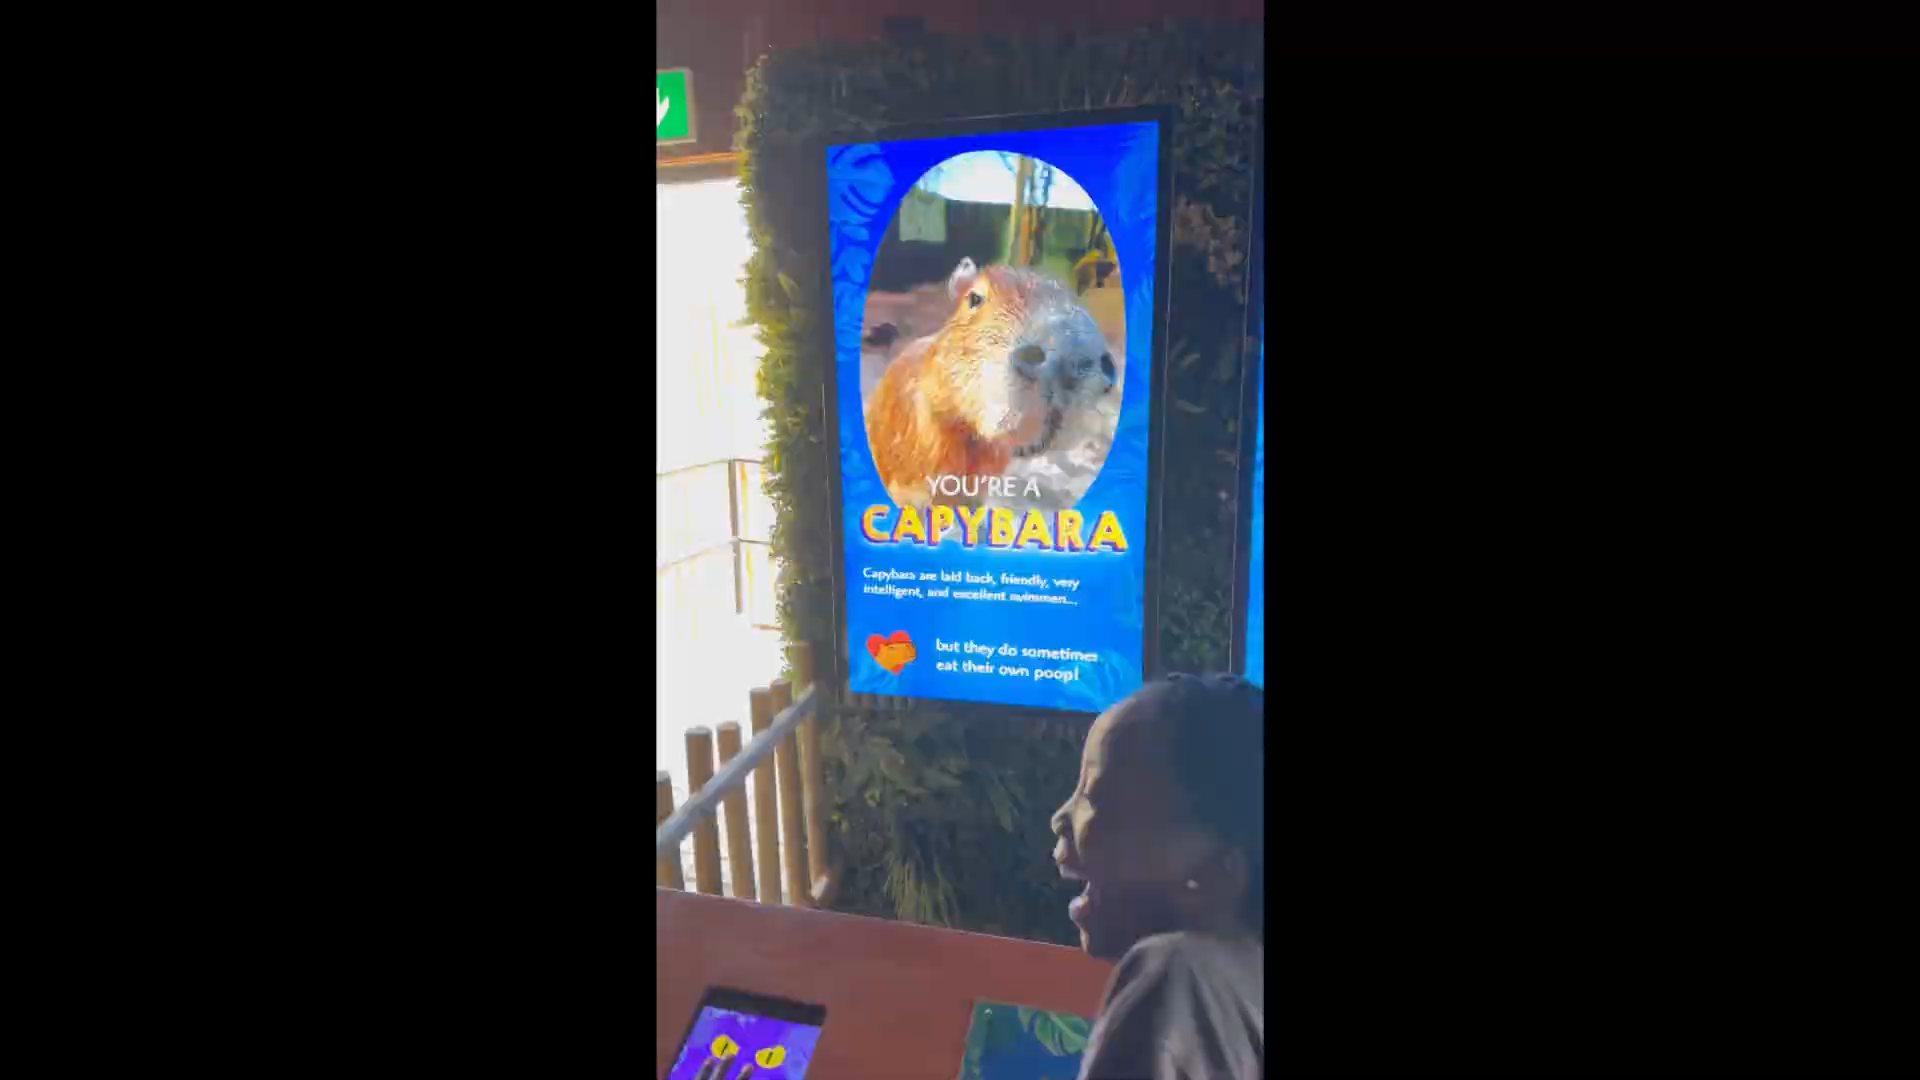 YOU'RE A
CAPYBARA
Capybara are laid back, friendly, very
intelligent, and excellent swimmers...
but they do sometimes
eat their own poop!